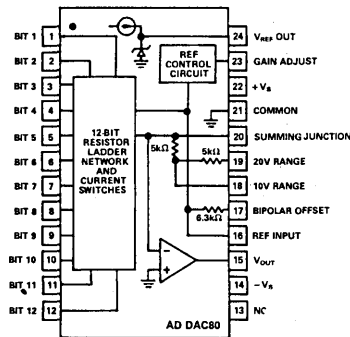 BIT 1 1
BIT 2 2
BIT 3 3
BIT 4 4
BIT 5 5
BIT 6 6
BIT 7 7
BIT 8 8
BIT 9 9
BIT 10 10
BIT 11 11
BIT 12 12
12-BIT
RESISTOR
LADDER
NETWORK
AND
CURRENT
SWITCHES
REF
CONTROL
CIRCUIT
5kΩ
5kΩ
6.3kΩ
−
+
24 VREF OUT
23 GAIN ADJUST
22 +VS
21 COMMON
20 SUMMING JUNCTION
19 20V RANGE
18 10V RANGE
17 BIPOLAR OFFSET
16 REF INPUT
15 VOUT
14 −VS
13 NC
AD DAC80